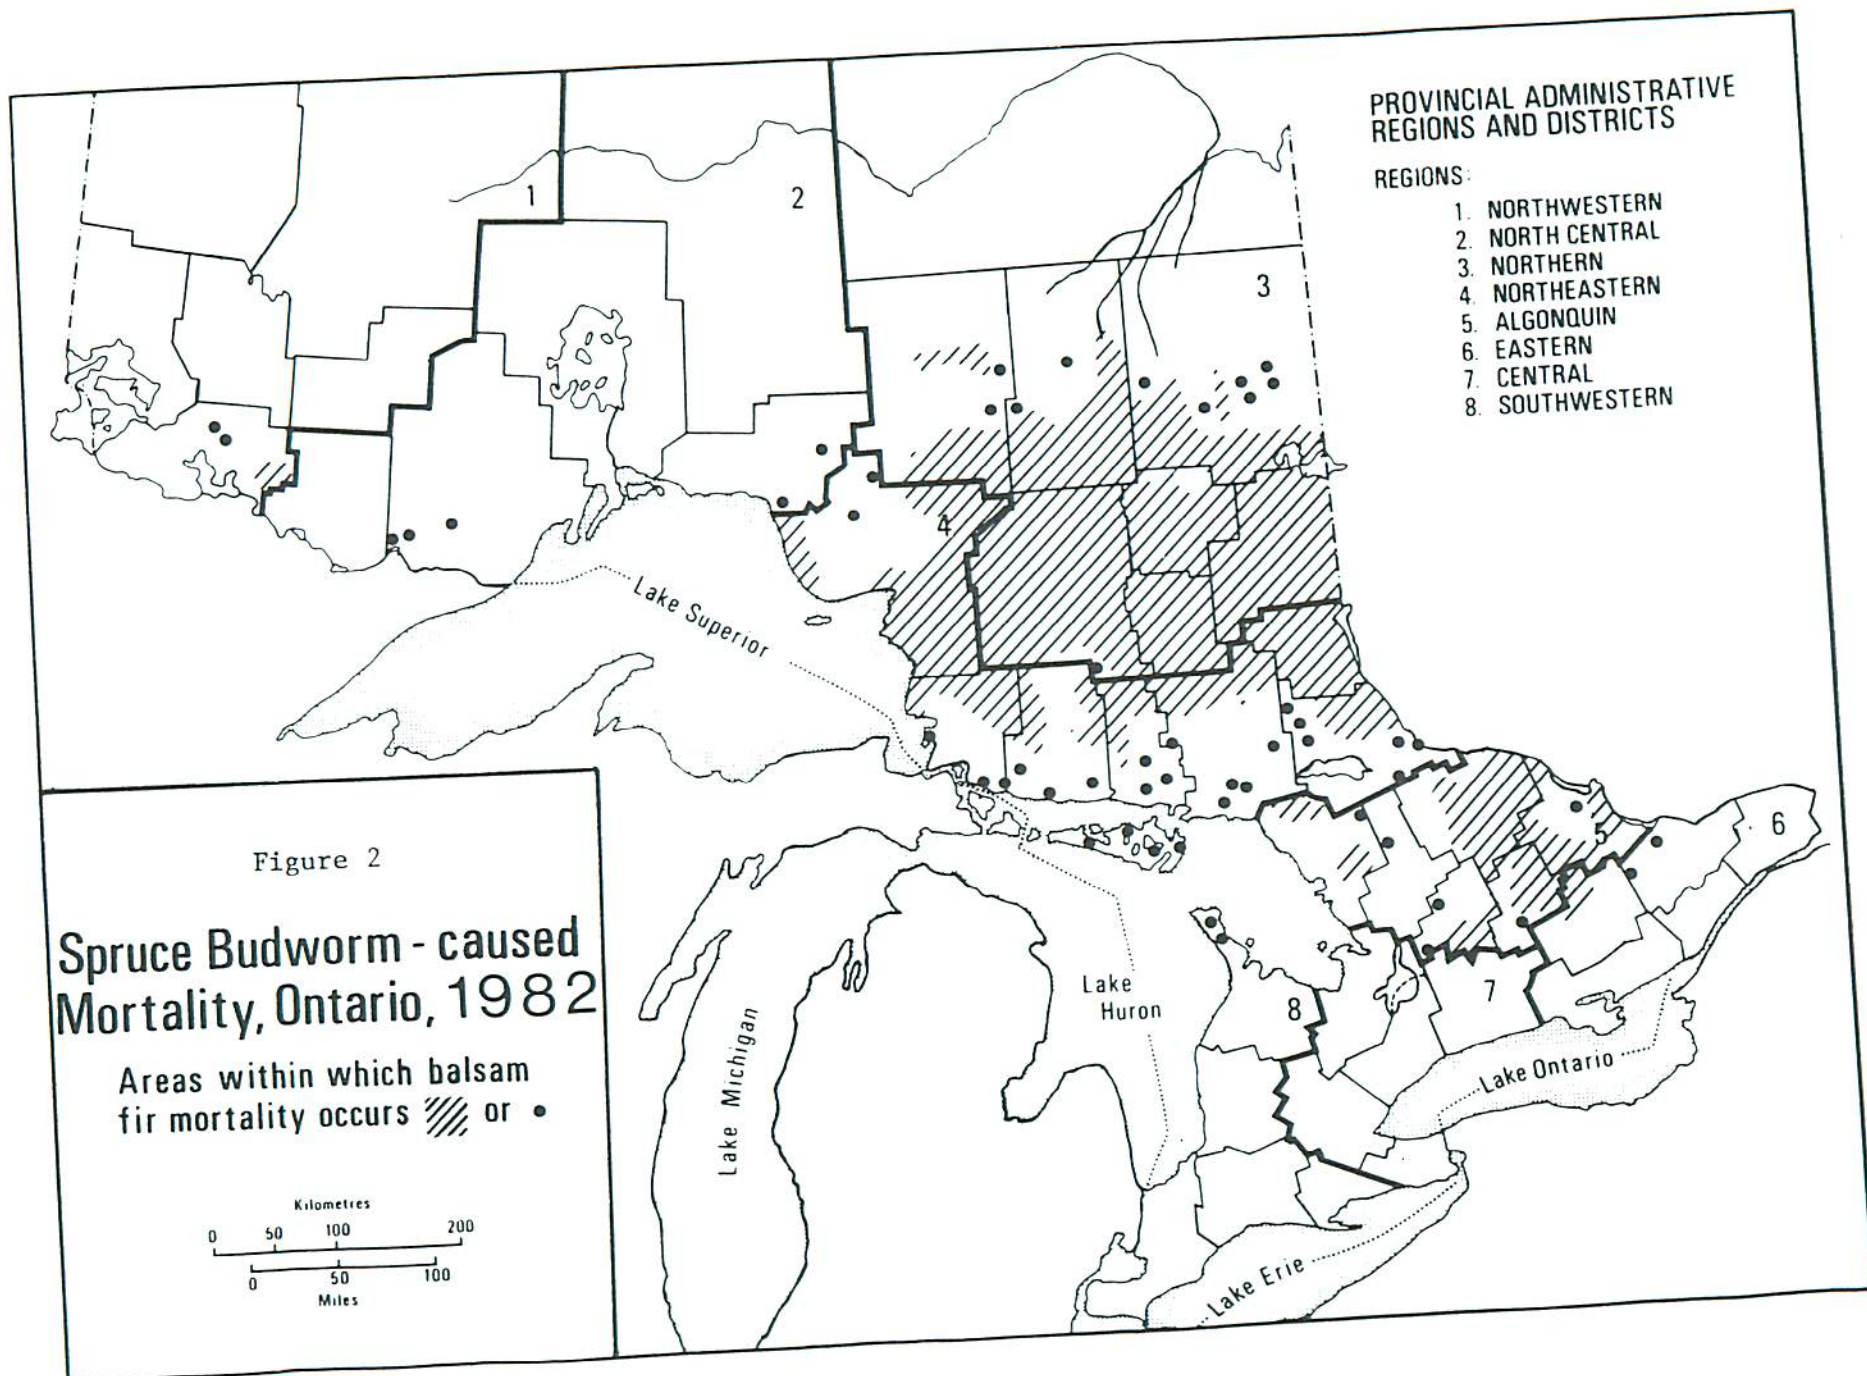 PROVINCIAL ADMINISTRATIVE
REGIONS AND DISTRICTS
REGIONS:
1. NORTHWESTERN
2. NORTH CENTRAL
3. NORTHERN
4. NORTHEASTERN
5. ALGONQUIN
6. EASTERN
7. CENTRAL
8. SOUTHWESTERN
1
2
3
4
6
7
8
Lake Superior
Lake Michigan
Lake
Huron
Lake Ontario
Lake Erie
Figure 2
Spruce Budworm - caused
Mortality, Ontario, 1982
Areas within which balsam
fir mortality occurs or
Kilometres
0 50 100 200
0 50 100
Miles